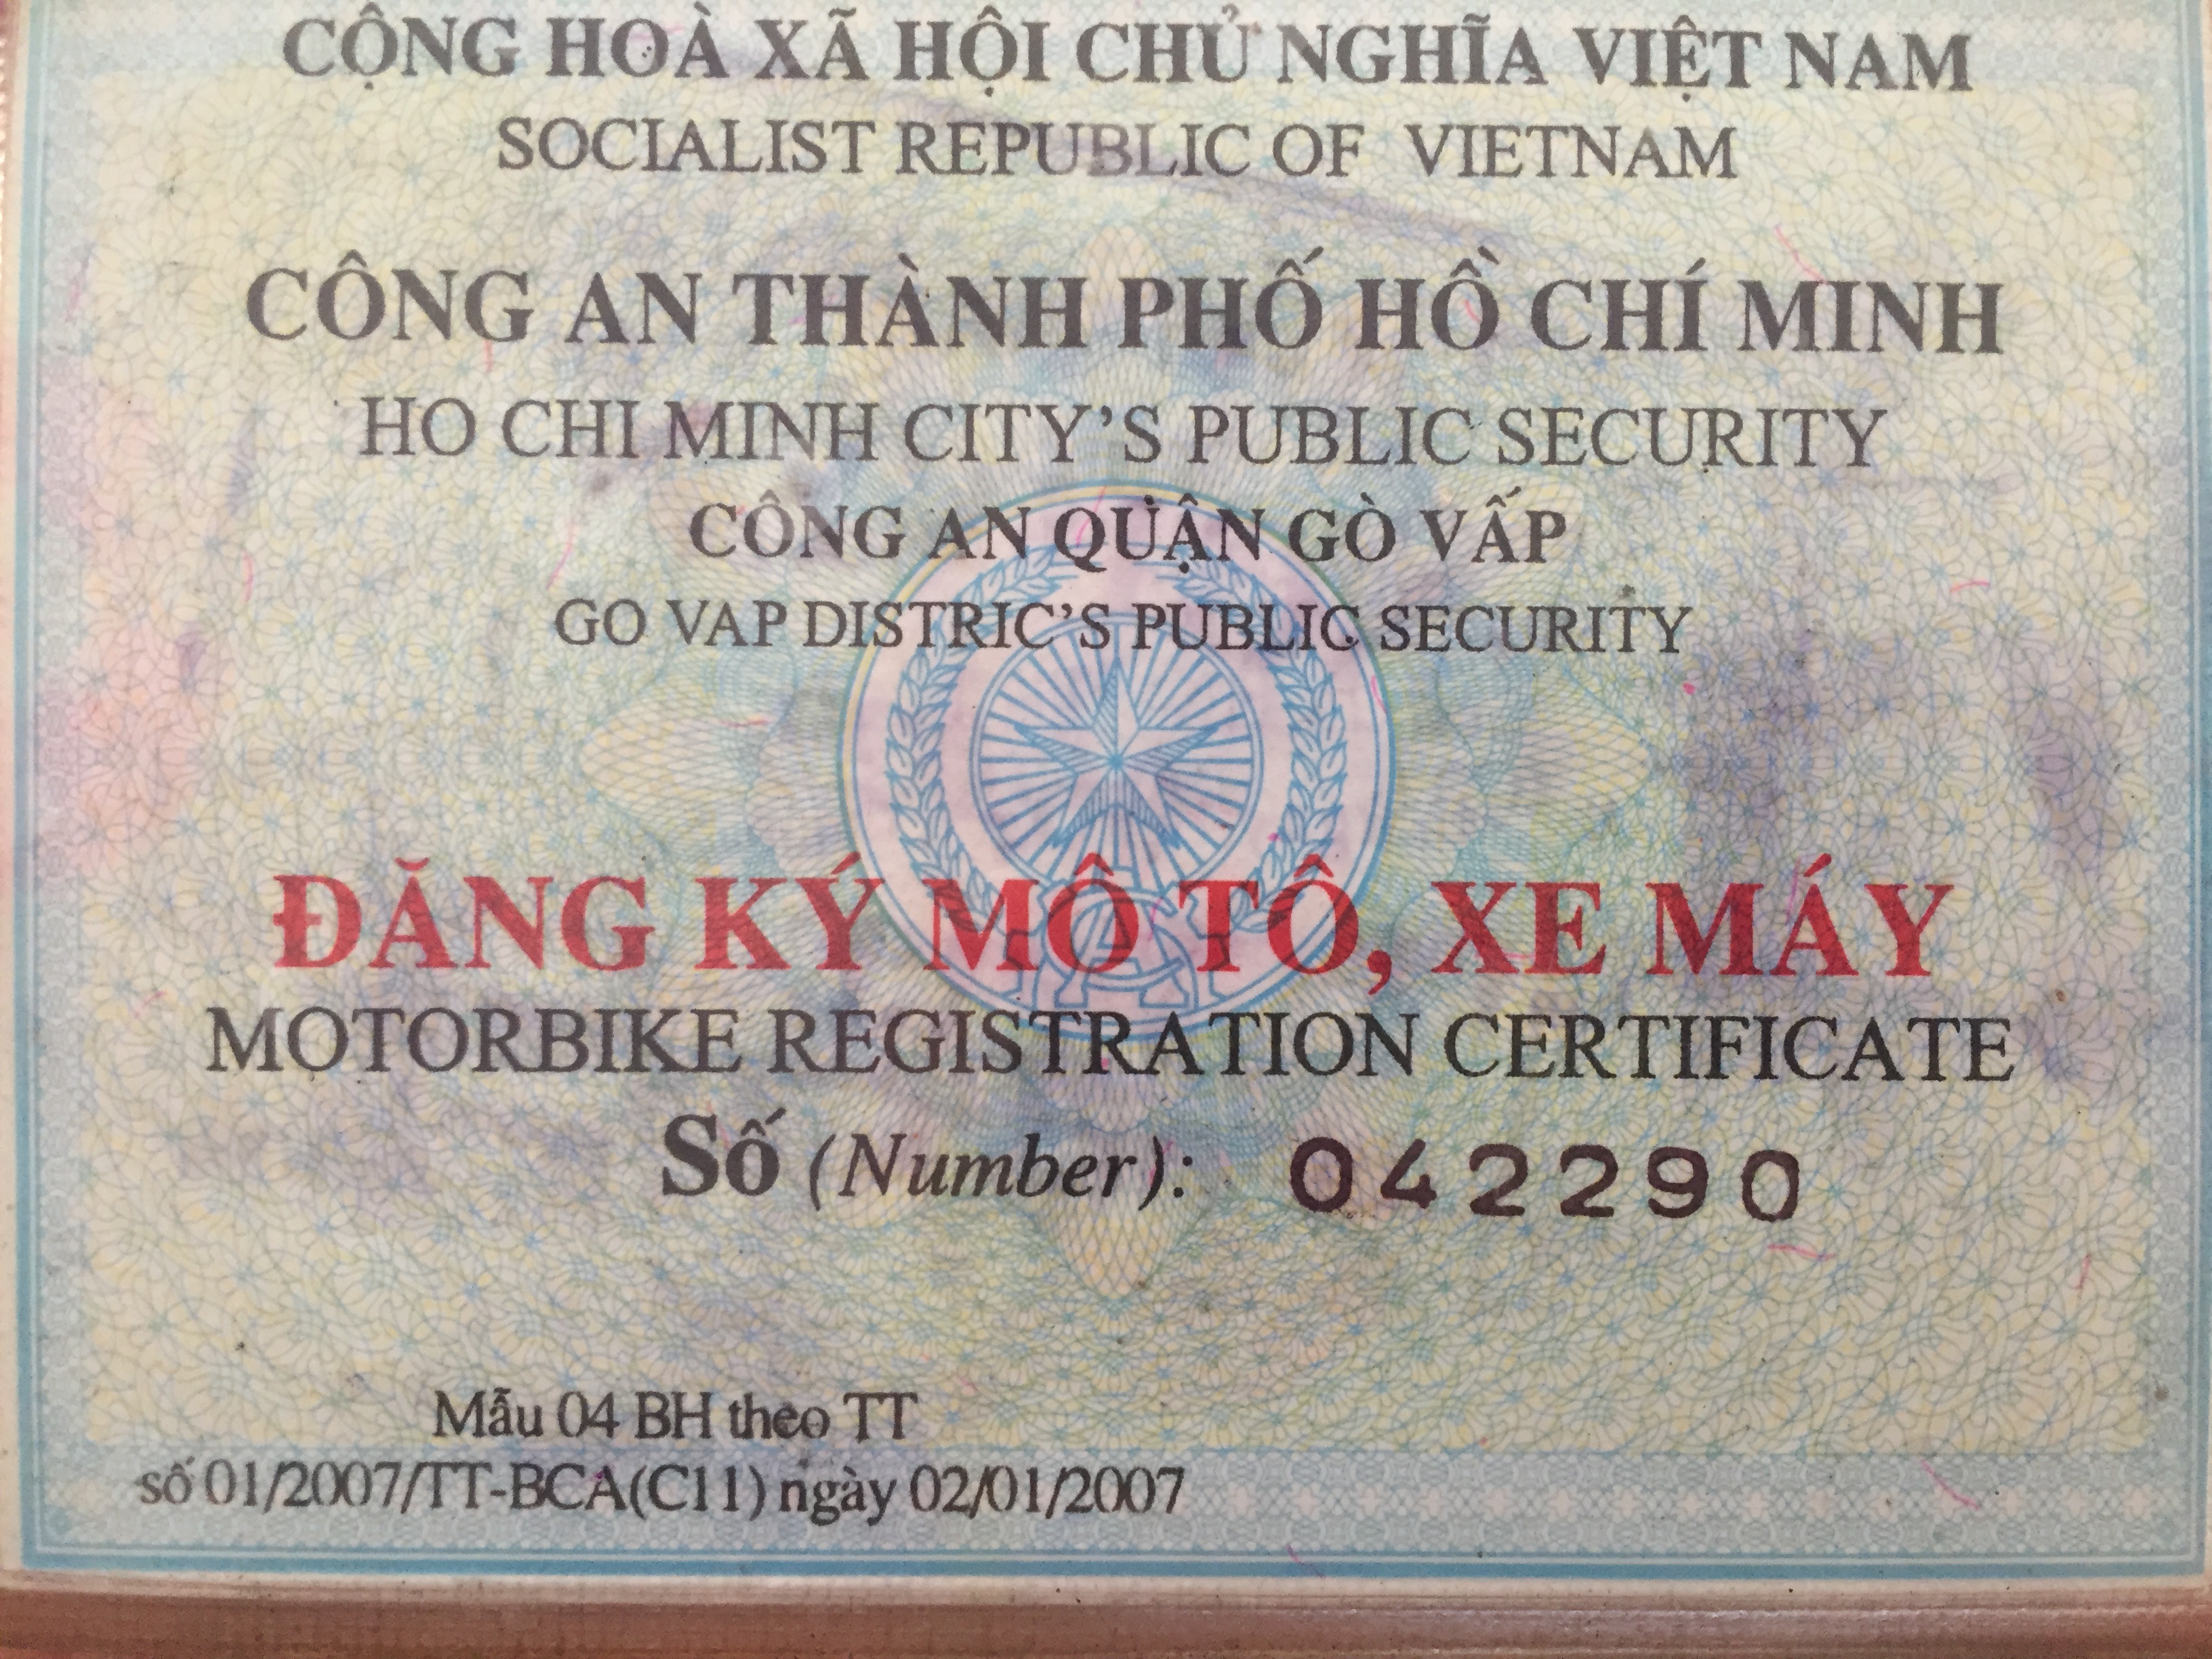 CỘNG HOÀ XÃ HỘI CHỦ NGHĨA VIỆT NAM
SOCIALIST REPUBLIC OF VIETNAM
CÔNG AN THÀNH PHỐ HỒ CHÍ MINH
HO CHI MINH CITY'S PUBLIC SECURITY
CÔNG AN QUẬN GÒ VẤP
GO VAP DISTRIC'S PUBLIC SECURITY
ĐĂNG KÝ MÔ TÔ, XE MÁY
MOTORBIKE REGISTRATION CERTIFICATE
Số (Number): 042290
Mẫu 04 BH theo TT
số 01/2007/TT-BCA(C11) ngày 02/01/2007